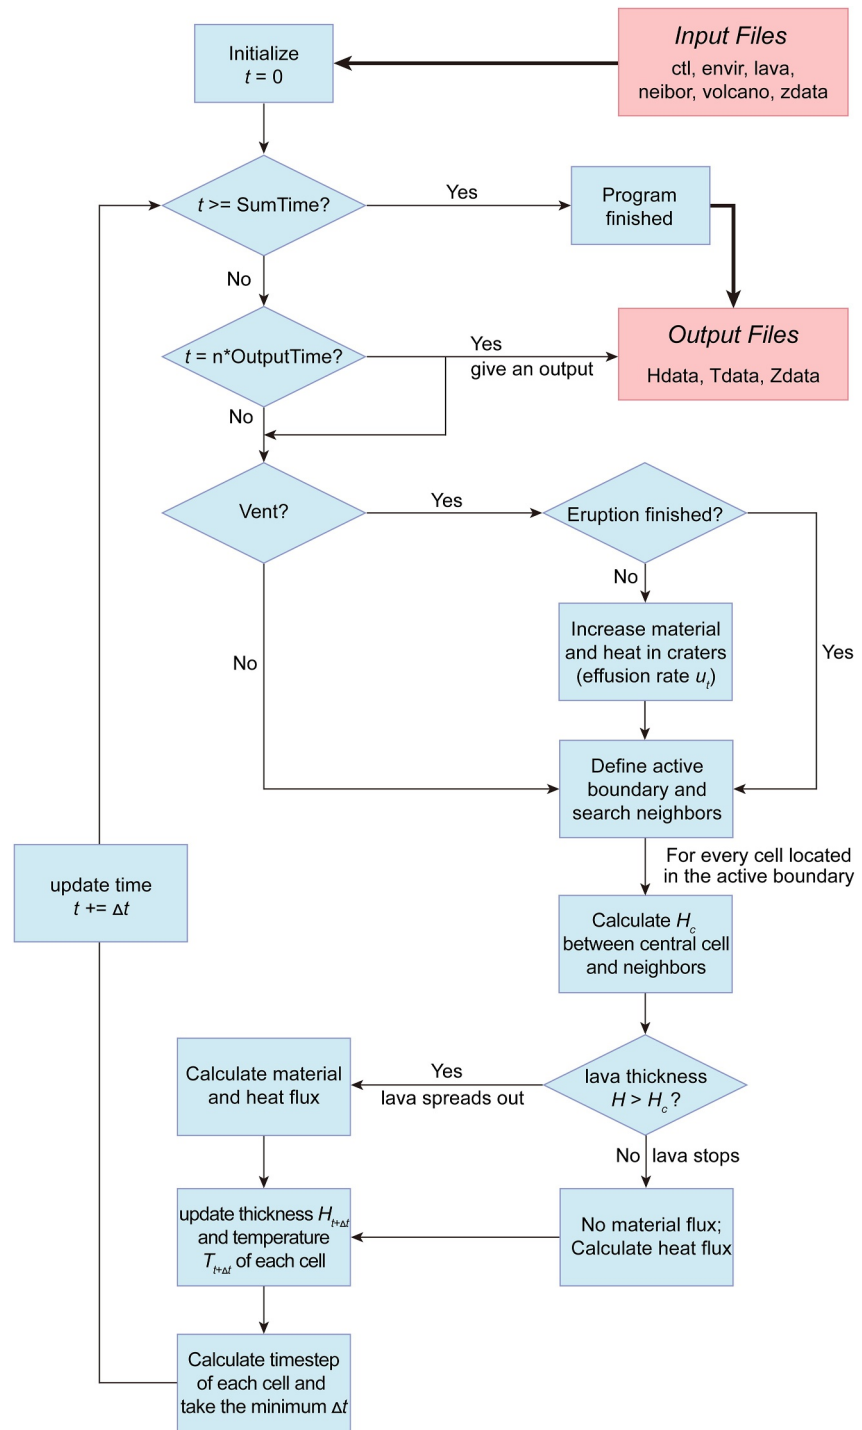 Initialize
t = 0
Input Files
ctl, envir, lava,
neibor, volcano, zdata
t >= SumTime?
Yes
Program
finished
No
t = n*OutputTime?
Yes
give an output
Output Files
Hdata, Tdata, Zdata
No
Vent?
Yes
Eruption finished?
No
Increase material
and heat in craters
(effusion rate uₜ)
Yes
No
Define active
boundary and
search neighbors
For every cell located
in the active boundary
update time
t += Δt
Calculate H_c
between central cell
and neighbors
lava thickness
H > H_c?
Yes
lava spreads out
Calculate material
and heat flux
No lava stops
No material flux;
Calculate heat flux
update thickness H_{t+Δt}
and temperature
T_{t+Δt} of each cell
Calculate timestep
of each cell and
take the minimum Δt